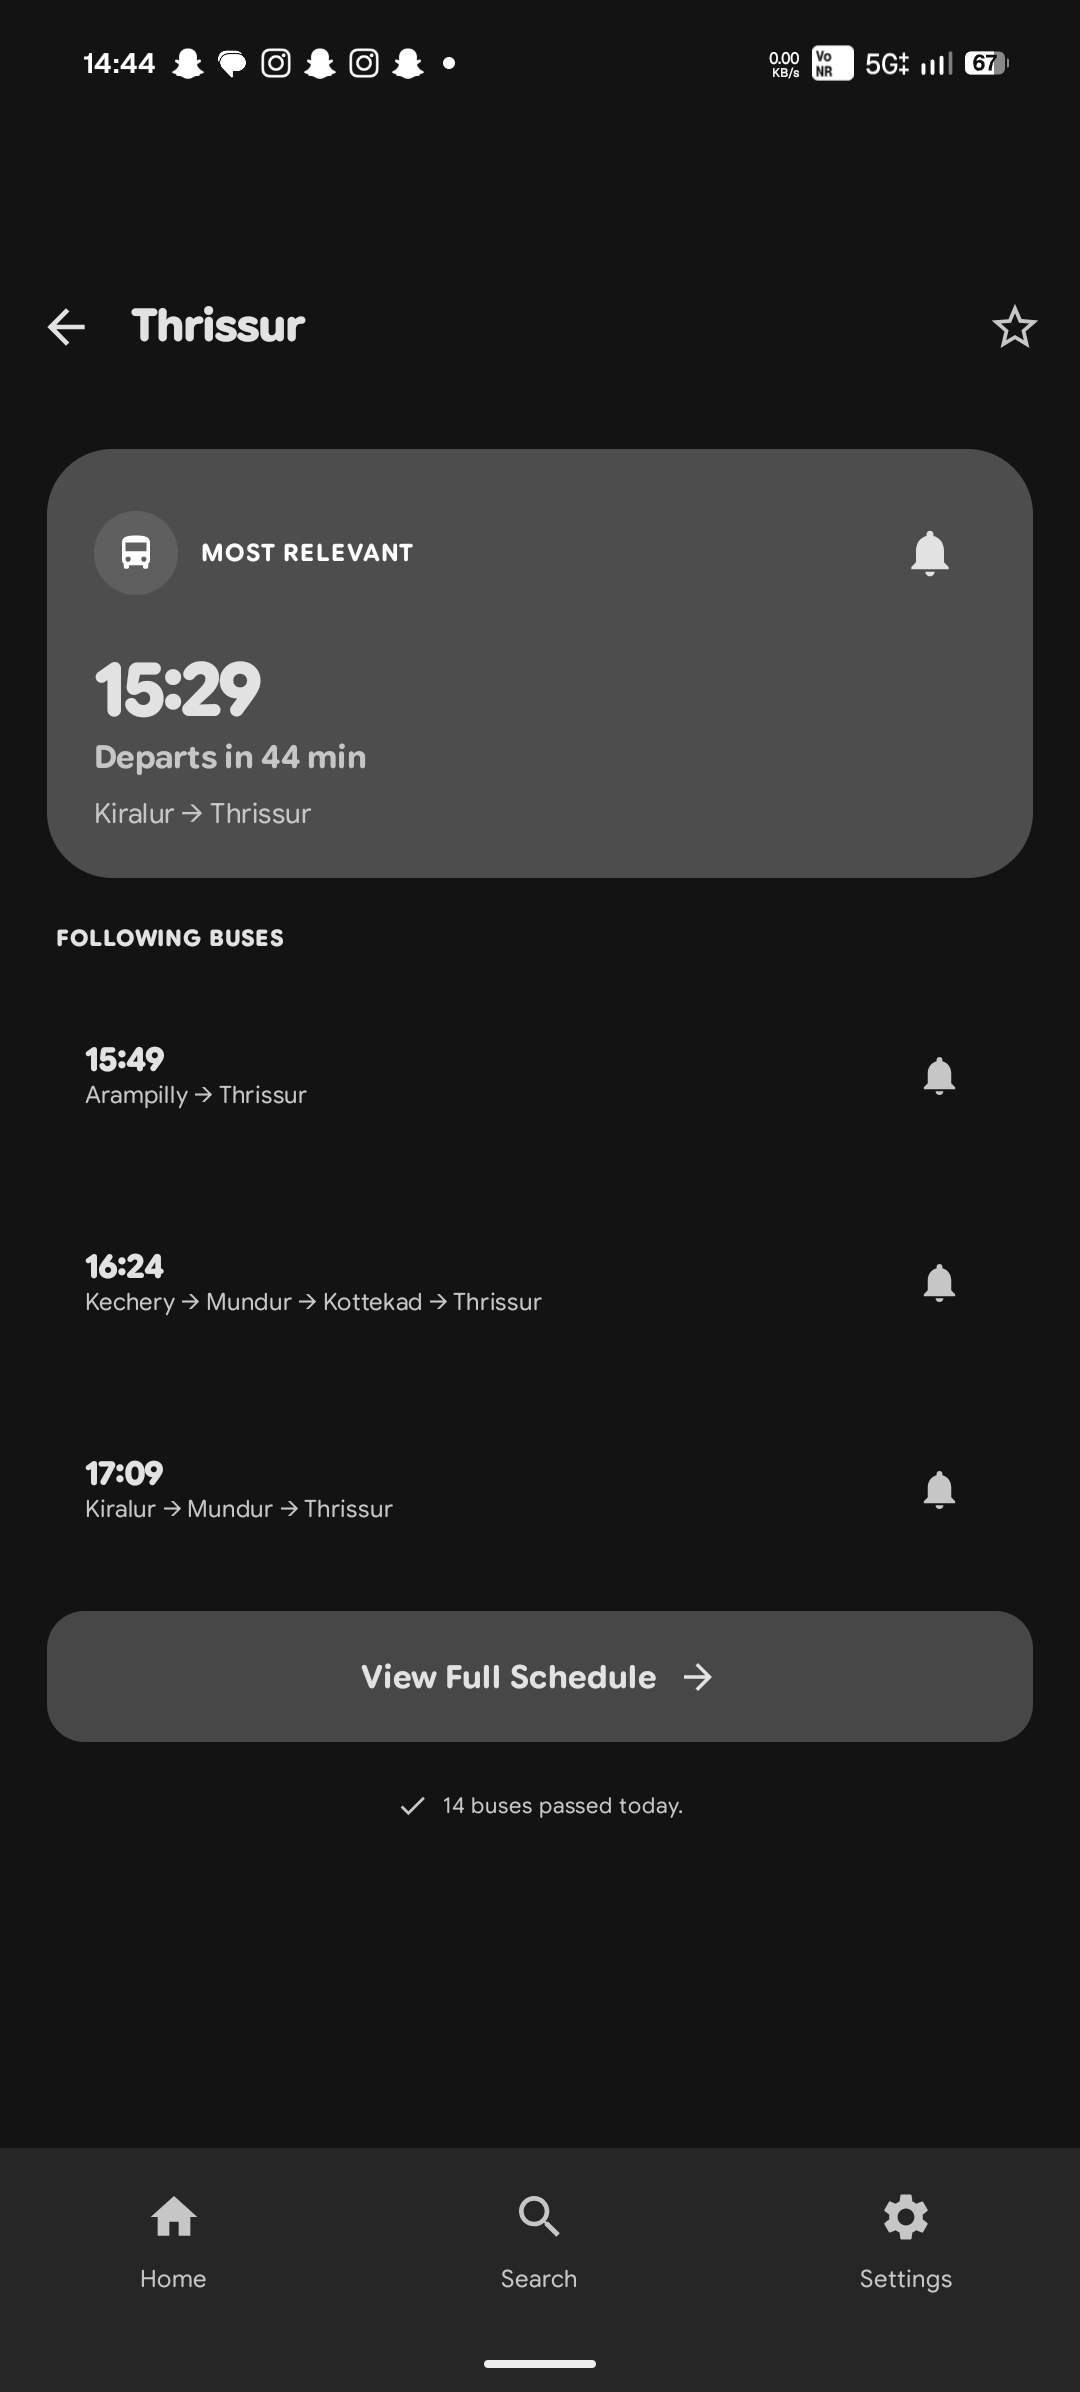 14:44
0.00
KB/s
Vo
NR
5G
67
Thrissur
MOST RELEVANT
15:29
Departs in 44 min
Kiralur → Thrissur
FOLLOWING BUSES
15:49
Arampilly → Thrissur
16:24
Kechery → Mundur → Kottekad → Thrissur
17:09
Kiralur → Mundur → Thrissur
View Full Schedule →
14 buses passed today.
Home
Search
Settings